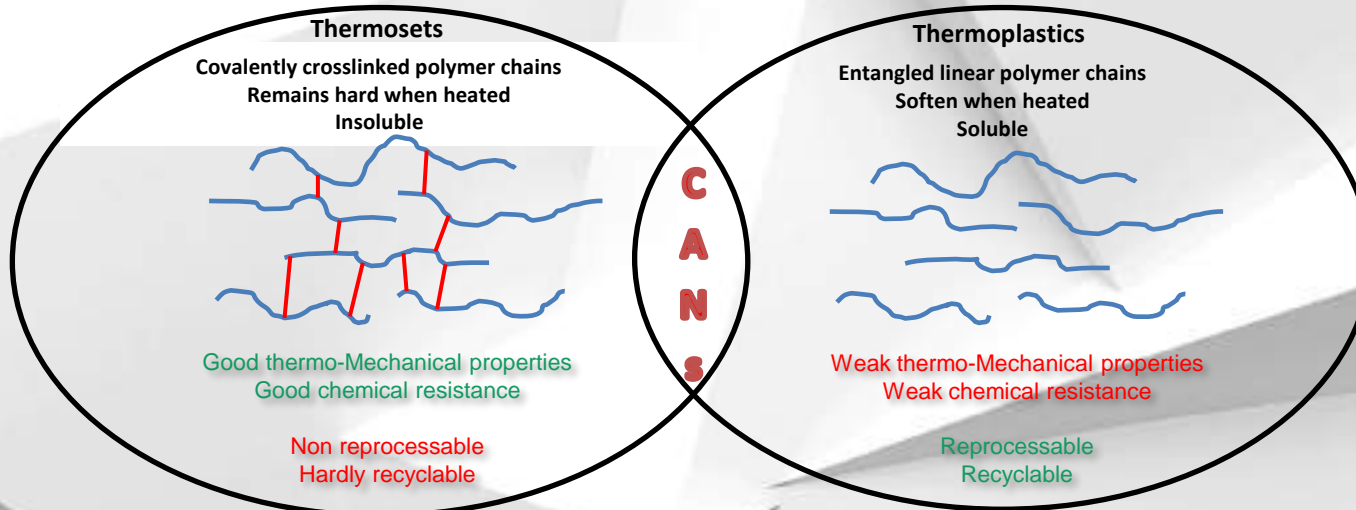 Thermosets
Covalently crosslinked polymer chains
Remains hard when heated
Insoluble
Good thermo-Mechanical properties
Good chemical resistance
Non reprocessable
Hardly recyclable
C
A
N
s
Thermoplastics
Entangled linear polymer chains
Soften when heated
Soluble
Weak thermo-Mechanical properties
Weak chemical resistance
Reprocessable
Recyclable